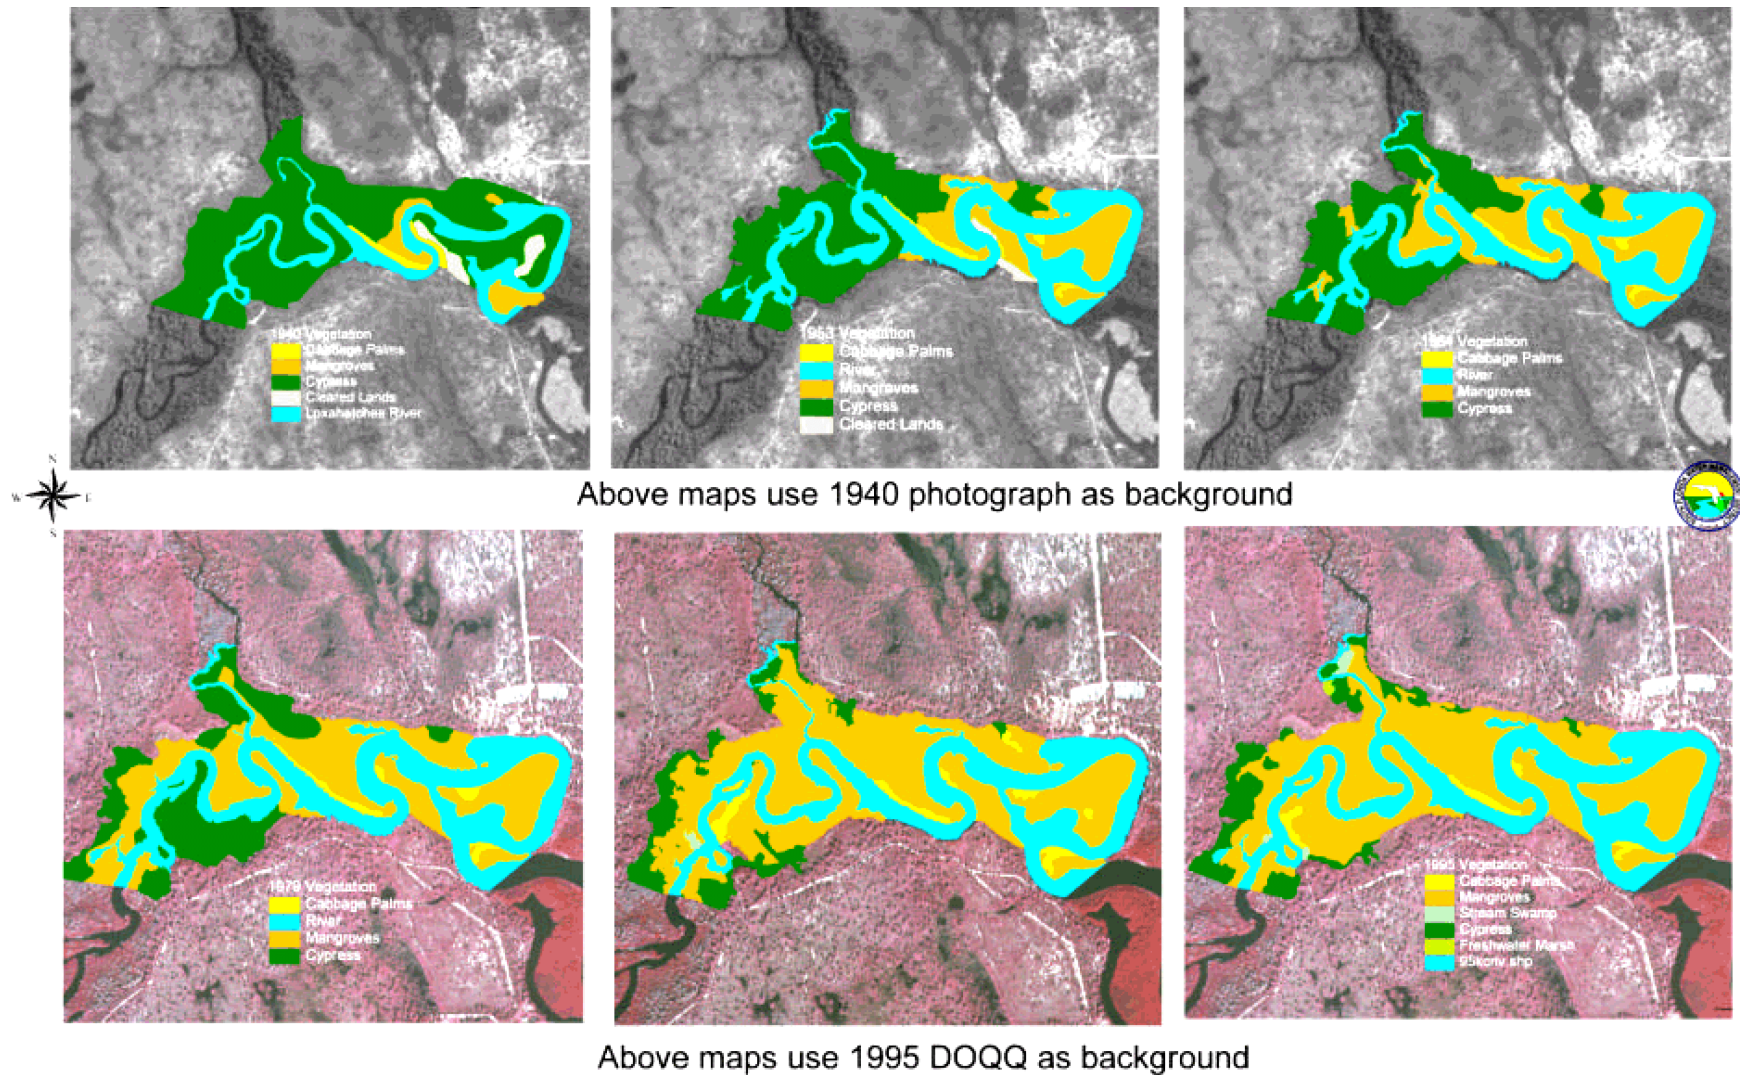 1940 Vegetation
Cabbage Palms
Mangroves
Cypress
Cleared Lands
Loxahatchee River
1953 Vegetation
Cabbage Palms
River
Mangroves
Cypress
Cleared Lands
1964 Vegetation
Cabbage Palms
River
Mangroves
Cypress
N
W
E
S
Above maps use 1940 photograph as background
1979 Vegetation
Cabbage Palms
River
Mangroves
Cypress
1995 Vegetation
Cabbage Palms
Mangroves
Stream Swamp
Cypress
Freshwater Marsh
95konv shp
Above maps use 1995 DOQQ as background